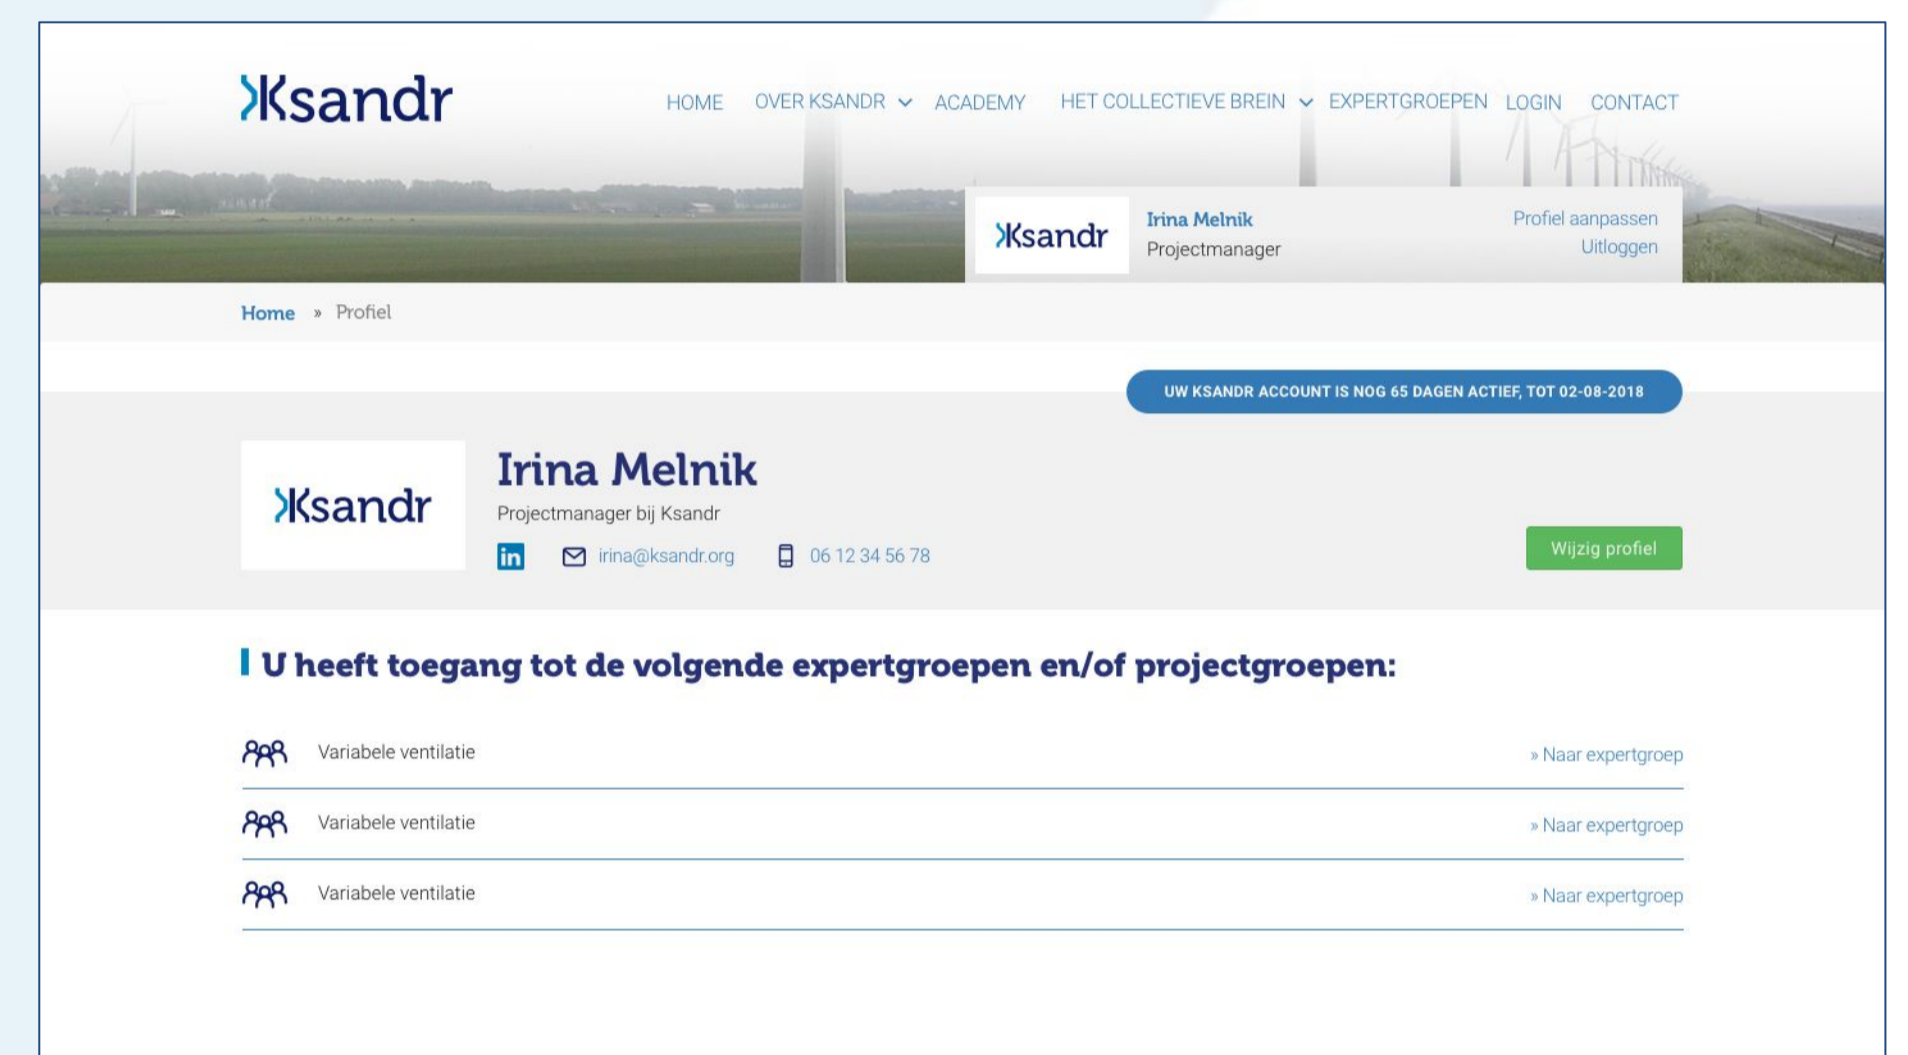 Ksandr
HOME OVER KSANDR ACADEMY HET COLLECTIEVE BREIN EXPERTGROEPEN LOGIN CONTACT
Ksandr
Irina Melnik
Projectmanager
Profiel aanpassen
Uitloggen
Home » Profiel
UW KSANDR ACCOUNT IS NOG 65 DAGEN ACTIEF, TOT 02-08-2018
Ksandr
Irina Melnik
Projectmanager bij Ksandr
in irina@ksandr.org 06 12 34 56 78
Wijzig profiel
U heeft toegang tot de volgende expertgroepen en/of projectgroepen:
Variabele ventilatie » Naar expertgroep
Variabele ventilatie » Naar expertgroep
Variabele ventilatie » Naar expertgroep